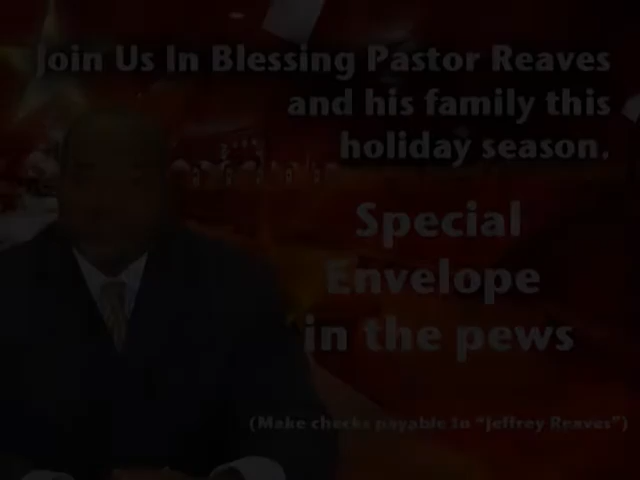 Join Us In Blessing Pastor Reaves
and his family this
holiday season.
Special
Envelope
in the pews
(Make checks payable to "Jeffrey Reaves")